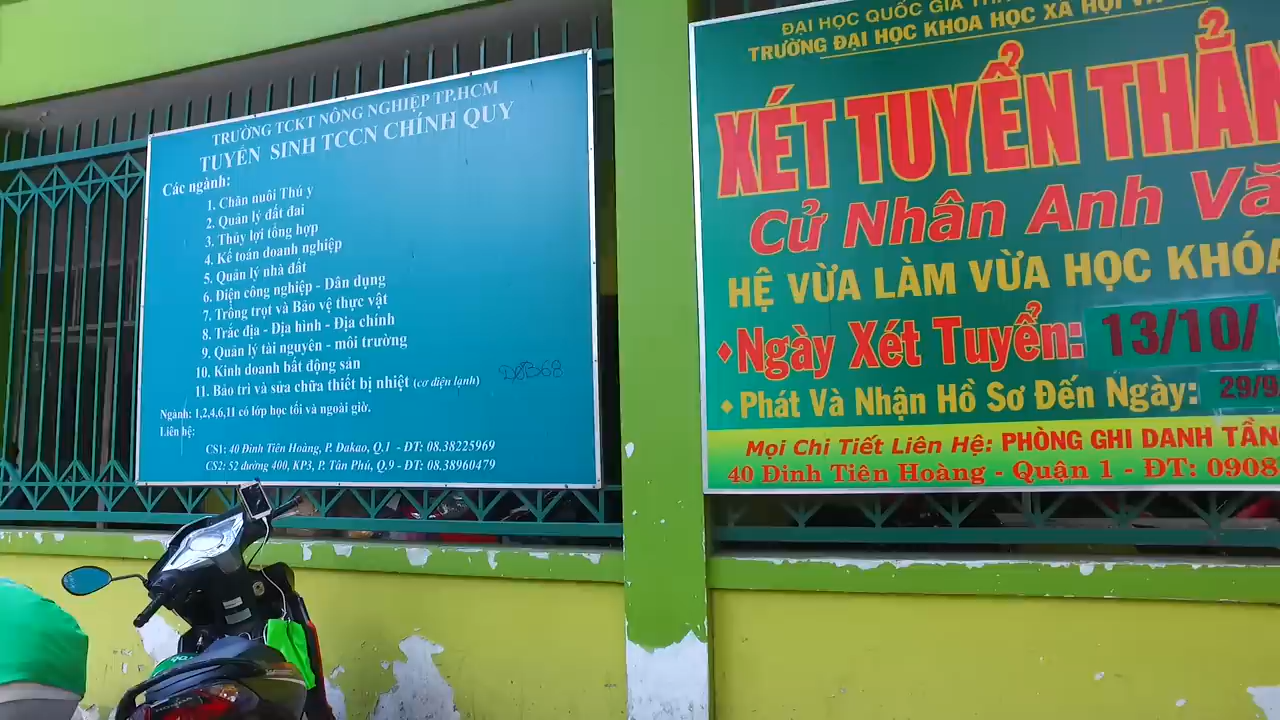 TRƯỜNG TCKT NÔNG NGHIỆP TP.HCM
TUYỂN SINH TCCN CHÍNH QUY
Các ngành:
1. Chăn nuôi Thú y
2. Quản lý đất đai
3. Thủy lợi tổng hợp
4. Kế toán doanh nghiệp
5. Quản lý nhà đất
6. Điện công nghiệp - Dân dụng
7. Trồng trọt và Bảo vệ thực vật
8. Trắc địa - Địa hình - Địa chính
9. Quản lý tài nguyên - môi trường
10. Kinh doanh bất động sản
11. Bảo trì và sửa chữa thiết bị nhiệt (cơ điện lạnh)
Ngành: 1,2,4,6,11 có lớp học tối và ngoài giờ.
Liên hệ:
CS1: 40 Đinh Tiên Hoàng, P. Đakao, Q.1 - ĐT: 08.38225969
CS2: 52 đường 400, KP3, P. Tân Phú, Q.9 - ĐT: 08.38960479
ĐẠI HỌC QUỐC GIA
TRƯỜNG ĐẠI HỌC KHOA HỌC XÃ HỘI
XÉT TUYỂN THẲN
Cử Nhân Anh Vă
HỆ VỪA LÀM VỪA HỌC KHÓA
Ngày Xét Tuyển: 13/10/
Phát Và Nhận Hồ Sơ Đến Ngày: 29/9
Mọi Chi Tiết Liên Hệ: PHÒNG GHI DANH TẦN
40 Đinh Tiên Hoàng - Quận 1 - ĐT: 0908